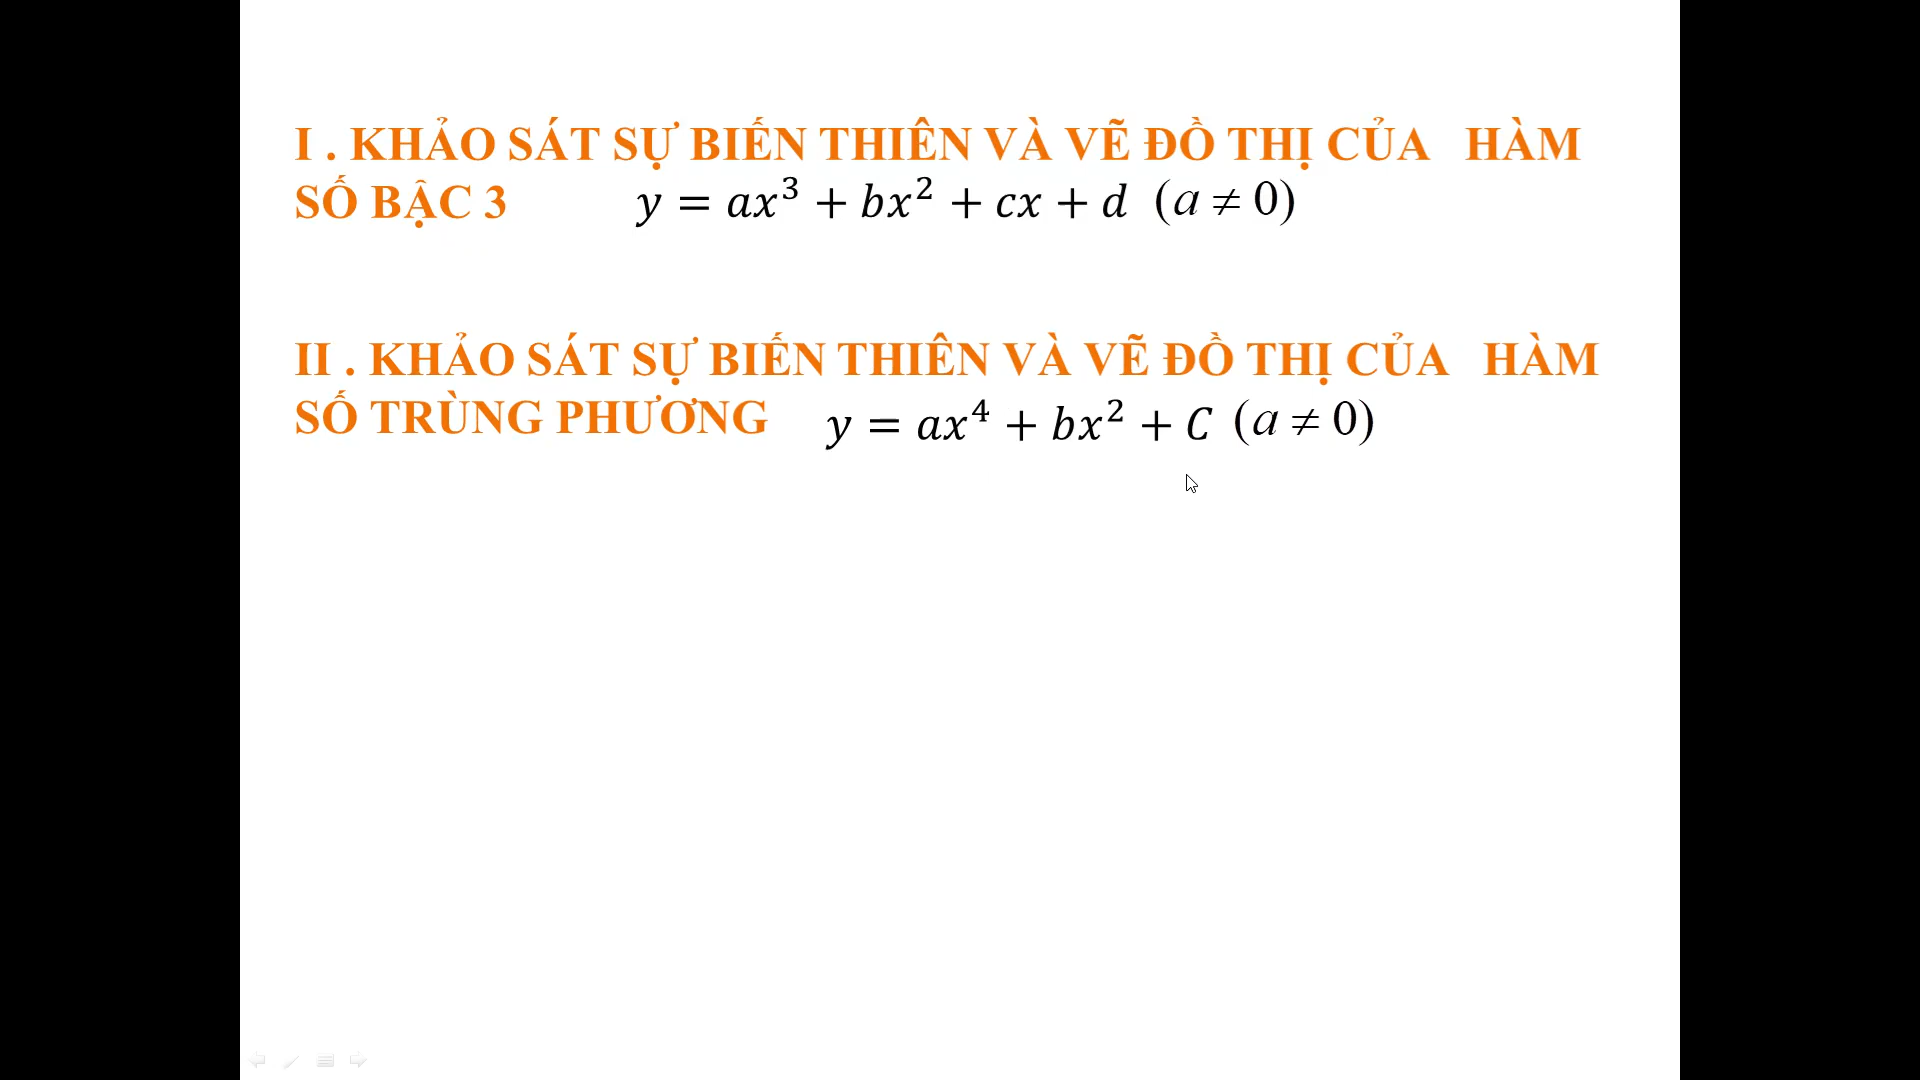 I . KHẢO SÁT SỰ BIẾN THIÊN VÀ VẼ ĐỒ THỊ CỦA HÀM
SỐ BẬC 3 y = ax³ + bx² + cx + d (a ≠ 0)
II . KHẢO SÁT SỰ BIẾN THIÊN VÀ VẼ ĐỒ THỊ CỦA HÀM
SỐ TRÙNG PHƯƠNG y = ax⁴ + bx² + C (a ≠ 0)